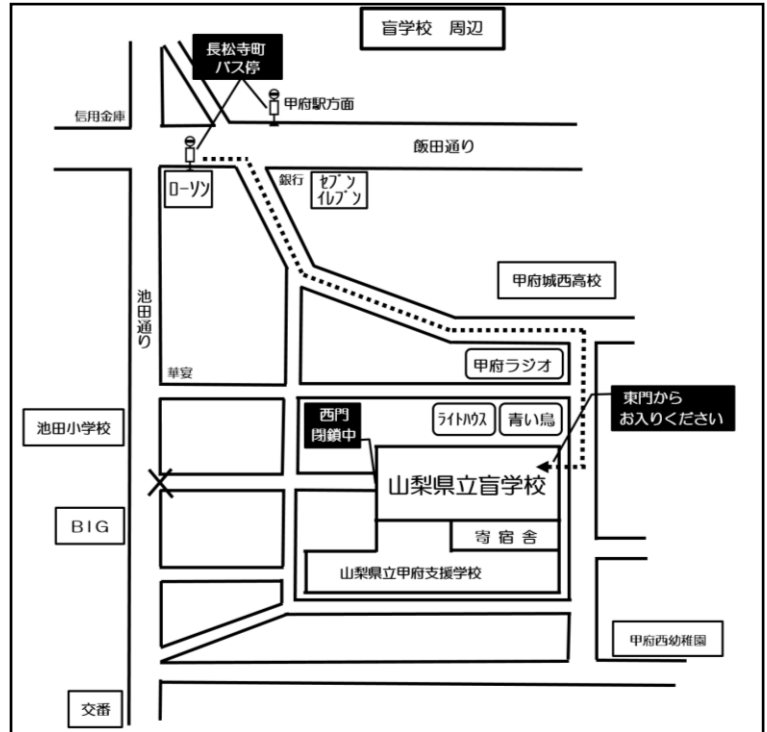 盲学校 周辺
長松寺町
バス停
甲府駅方面
信用金庫
飯田通り
ローソン
銀行
セブン
イレブン
甲府城西高校
池田通り
甲府ラジオ
華宴
東門から
お入りください
西門
閉鎖中
ライトハウス
青い鳥
池田小学校
山梨県立盲学校
BIG
寄宿舎
山梨県立甲府支援学校
甲府西幼稚園
交番